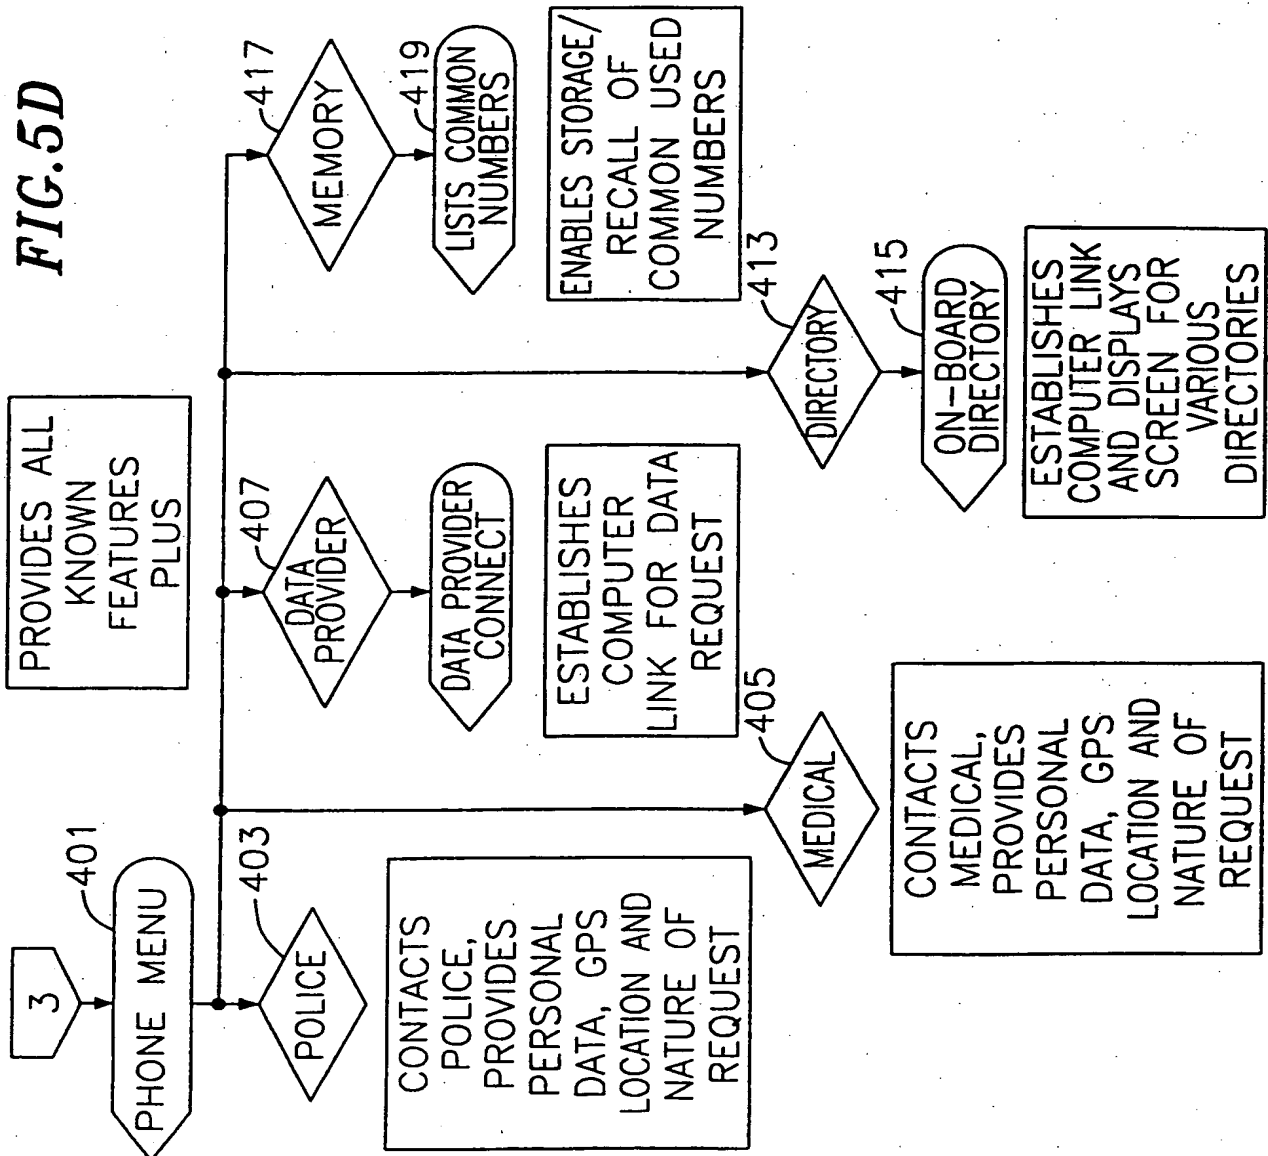 FIG.5D
3
401
PHONE MENU
PROVIDES ALL
KNOWN
FEATURES
PLUS
403
POLICE
CONTACTS
POLICE,
PROVIDES
PERSONAL
DATA, GPS
LOCATION AND
NATURE OF
REQUEST
405
MEDICAL
CONTACTS
MEDICAL,
PROVIDES
PERSONAL
DATA, GPS
LOCATION AND
NATURE OF
REQUEST
407
DATA
PROVIDER
DATA PROVIDER
CONNECT
ESTABLISHES
COMPUTER
LINK FOR DATA
REQUEST
413
DIRECTORY
415
ON-BOARD
DIRECTORY
ESTABLISHES
COMPUTER LINK
AND DISPLAYS
SCREEN FOR
VARIOUS
DIRECTORIES
417
MEMORY
419
LISTS COMMON
NUMBERS
ENABLES STORAGE/
RECALL OF
COMMON USED
NUMBERS